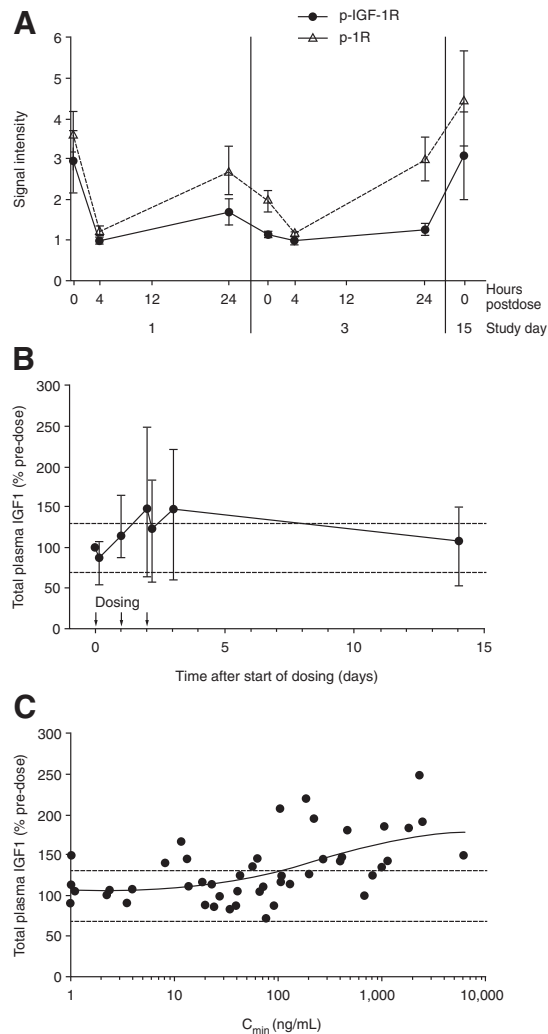 A
p-IGF-1R
p-1R
Signal intensity
6
5
4
3
2
1
0
0 4 12 24 0 4 12 24 0 Hours postdose
1 3 15 Study day
B
Total plasma IGF1 (% pre-dose)
300
250
200
150
100
50
0
Dosing
0 5 10 15
Time after start of dosing (days)
C
Total plasma IGF1 (% pre-dose)
300
250
200
150
100
50
0
1 10 100 1,000 10,000
Cmin (ng/mL)